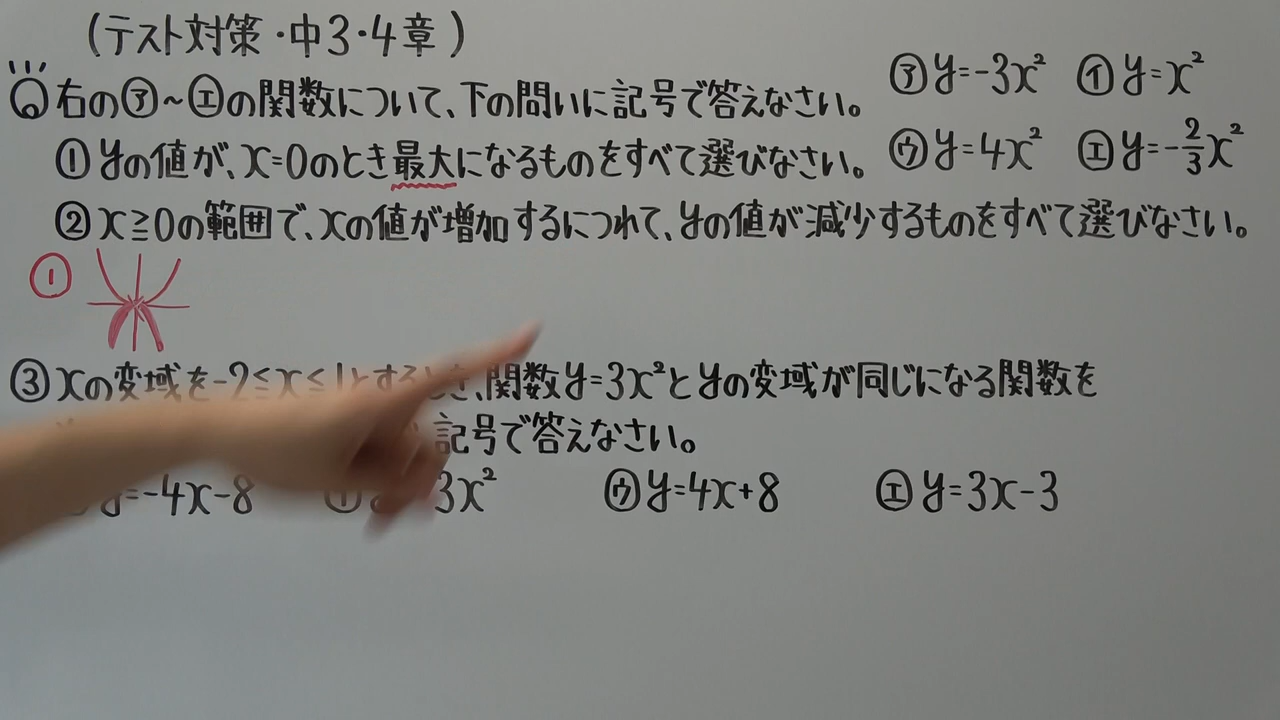 (テスト対策・中3・4章)
Q 右の㋐~㋓の関数について、下の問いに記号で答えなさい。
㋐y=-3x² ㋑y=x²
㋒y=4x² ㋓y=-2/3x²
①yの値が、x=0のとき最大になるものをすべて選びなさい。
②x≧0の範囲で、xの値が増加するにつれて、yの値が減少するものをすべて選びなさい。
①
③xの変域を-2≦x≦1とするとき、関数y=3x²とyの変域が同じになる関数を
記号で答えなさい。
y=-4x-8 3x² ㋒y=4x+8 ㋓y=3x-3